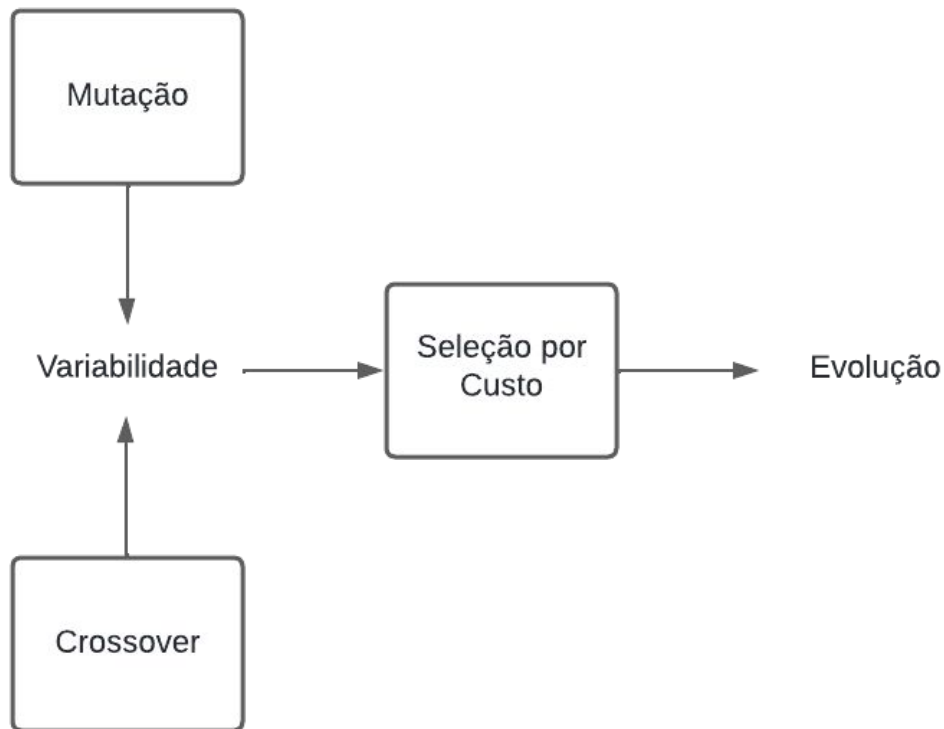 Mutação
Variabilidade
Seleção por
Custo
Evolução
Crossover